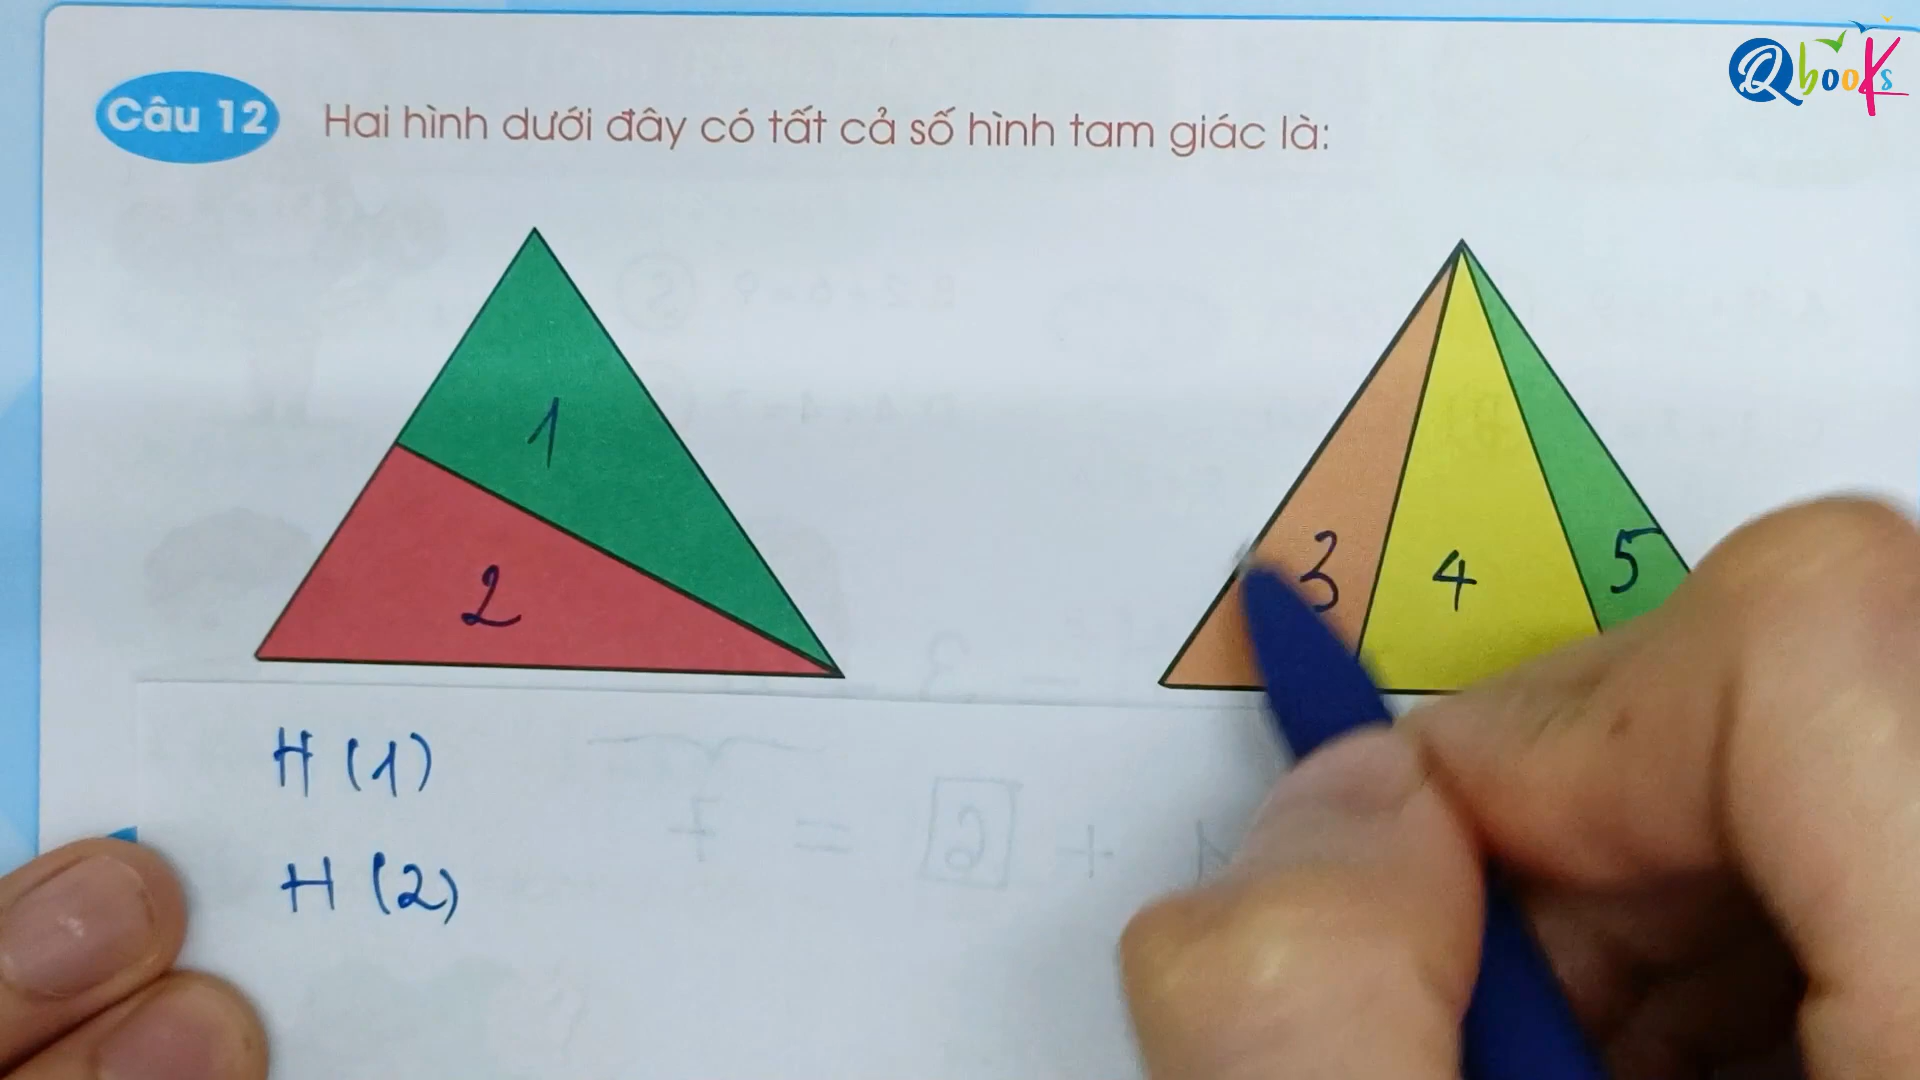 Qbooks
Câu 12 Hai hình dưới đây có tất cả số hình tam giác là:
1
2
3 4 5
H (1)
H (2)